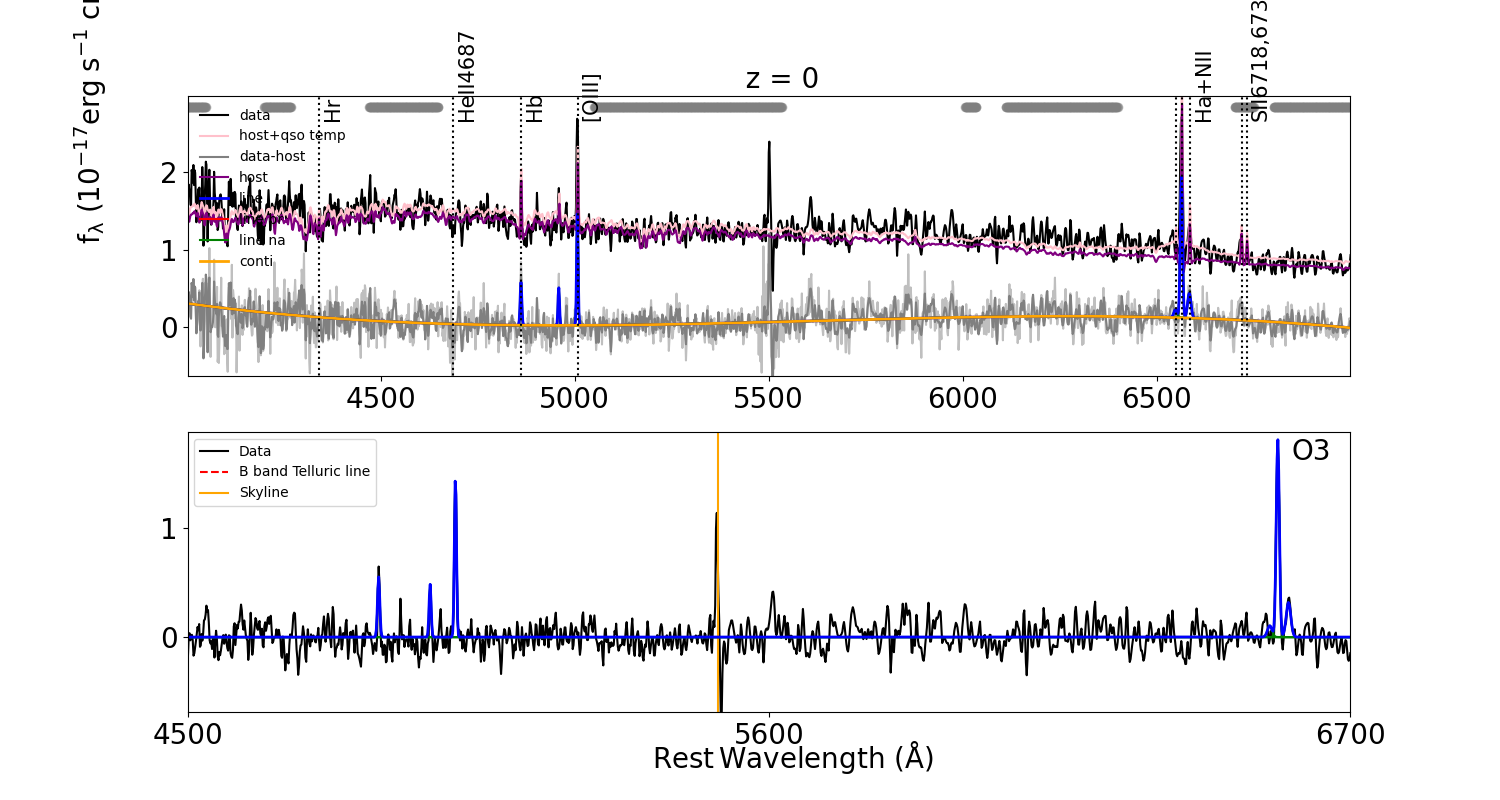 z = 0
Hr
HeII4687
Hb
[OIII]
Ha+NII
SII6718,673
data
host+qso temp
data-host
host
line
line na
conti
fλ (10−17erg s−1 c
2
1
0
4500 5000 5500 6000 6500
Data
B band Telluric line
Skyline
O3
1
0
4500 5600 6700
Rest Wavelength (Å)